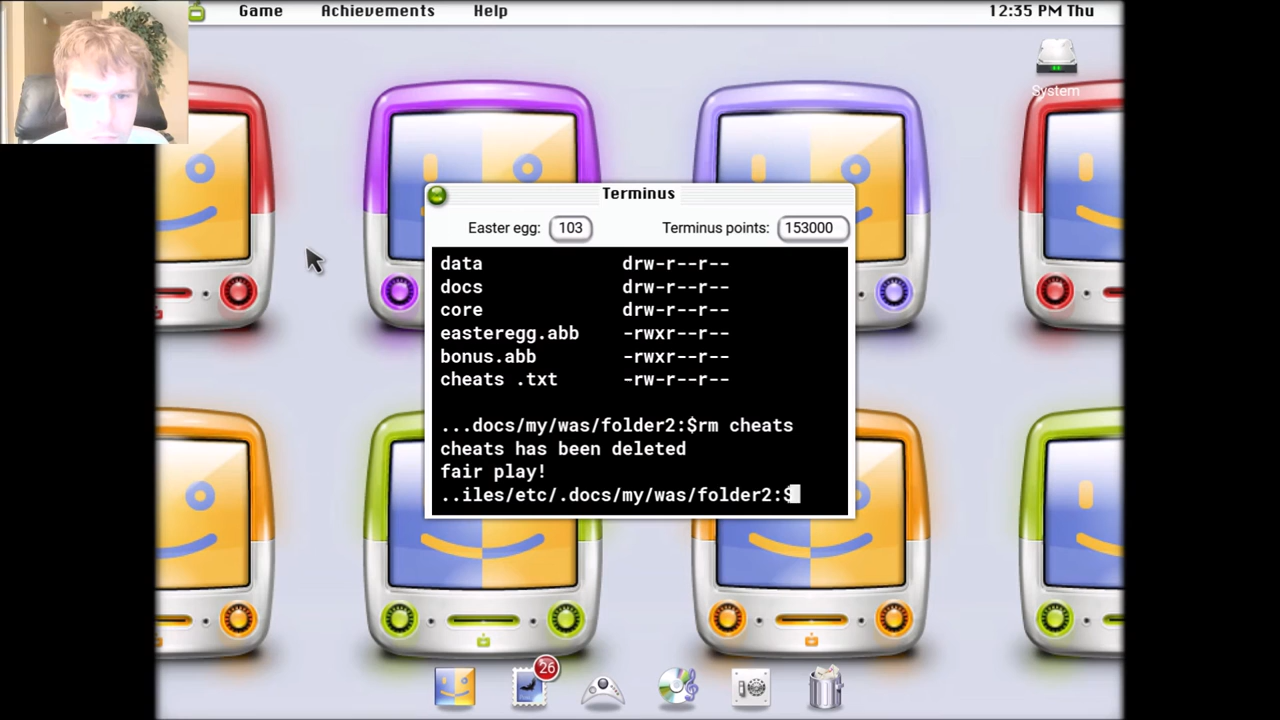 Game Achievements Help 12:35 PM Thu
System
Terminus
Easter egg: 103 Terminus points: 153000
data drw-r--r--
docs drw-r--r--
core drw-r--r--
easteregg.abb -rwxr--r--
bonus.abb -rwxr--r--
cheats .txt -rw-r--r--
...docs/my/was/folder2:$rm cheats
cheats has been deleted
fair play!
..iles/etc/.docs/my/was/folder2:$
26